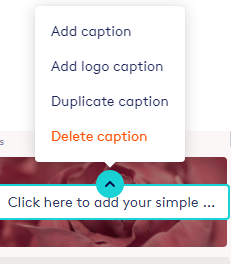 Add caption
Add logo caption
Duplicate caption
Delete caption
s
Click here to add your simple ...